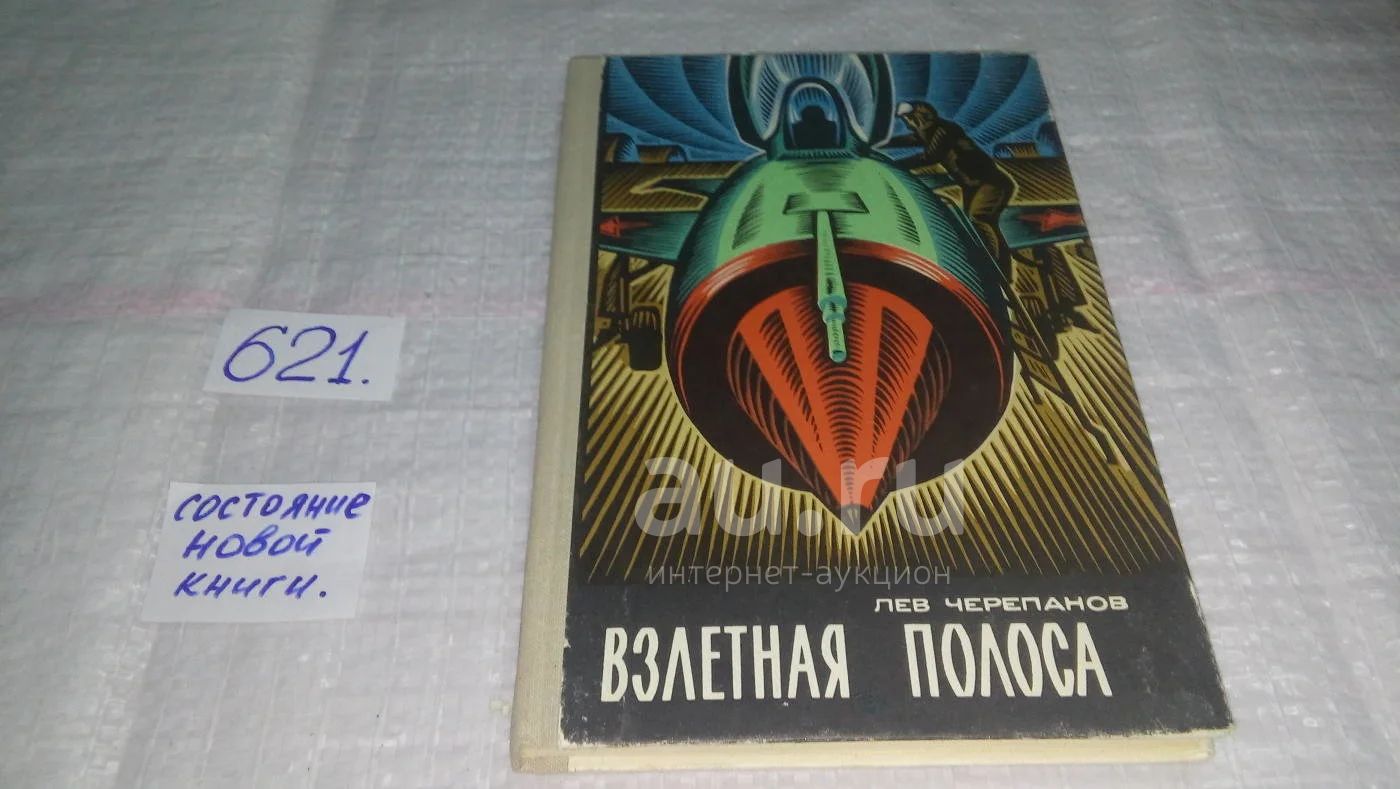 621.
состояние
новой
книги.
au.ru
интернет-аукцион
ЛЕВ ЧЕРЕПАНОВ
ВЗЛЕТНАЯ ПОЛОСА